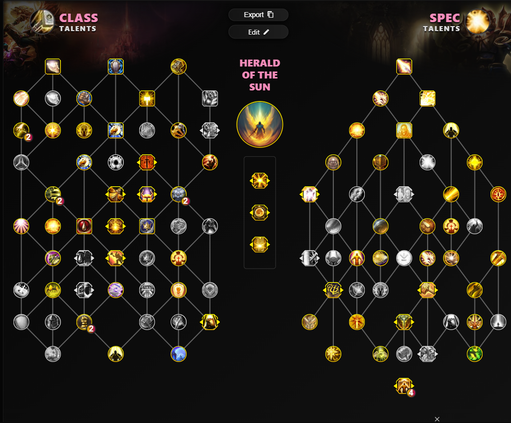 CLASS
TALENTS
Export
Edit
SPEC
TALENTS
HERALD
OF THE
SUN
2
2
2
2
4